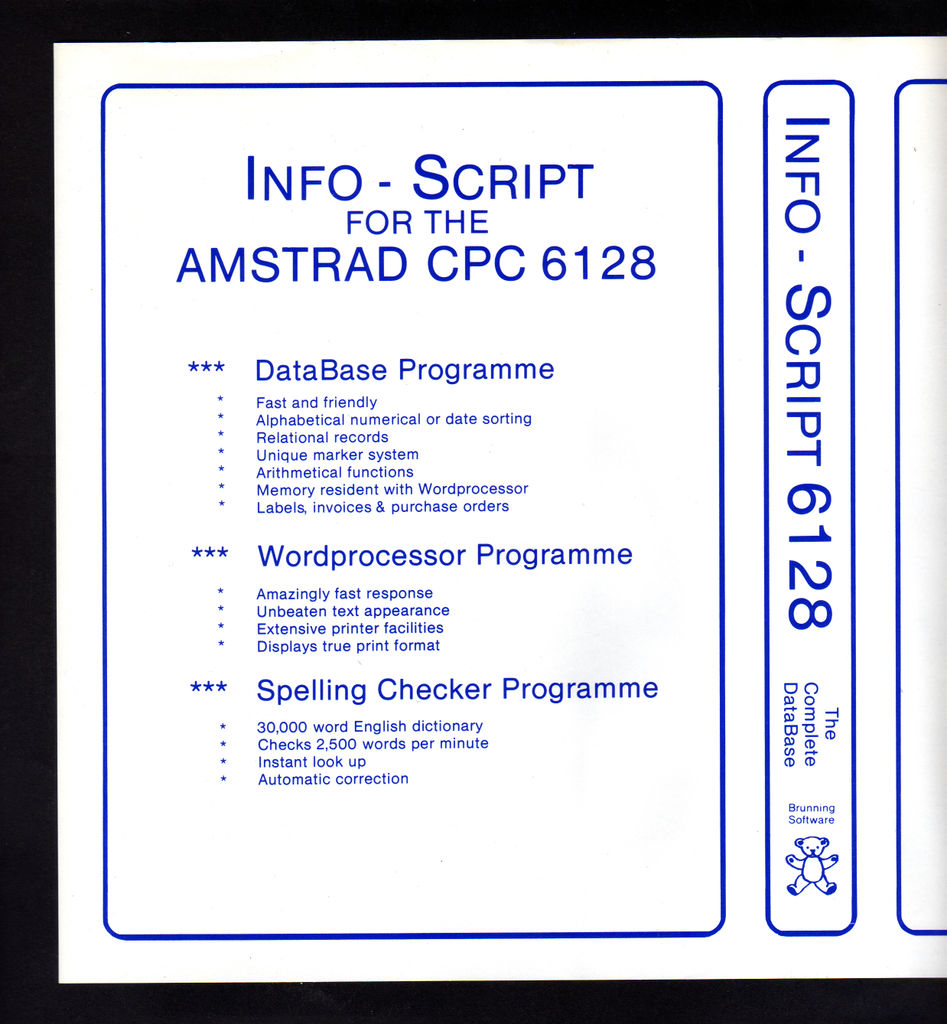 INFO - SCRIPT
FOR THE
AMSTRAD CPC 6128
*** DataBase Programme
* Fast and friendly
* Alphabetical numerical or date sorting
* Relational records
* Unique marker system
* Arithmetical functions
* Memory resident with Wordprocessor
* Labels, invoices & purchase orders
*** Wordprocessor Programme
* Amazingly fast response
* Unbeaten text appearance
* Extensive printer facilities
* Displays true print format
*** Spelling Checker Programme
* 30,000 word English dictionary
* Checks 2,500 words per minute
* Instant look up
* Automatic correction
INFO - SCRIPT 6128
The
Complete
DataBase
Brunning
Software